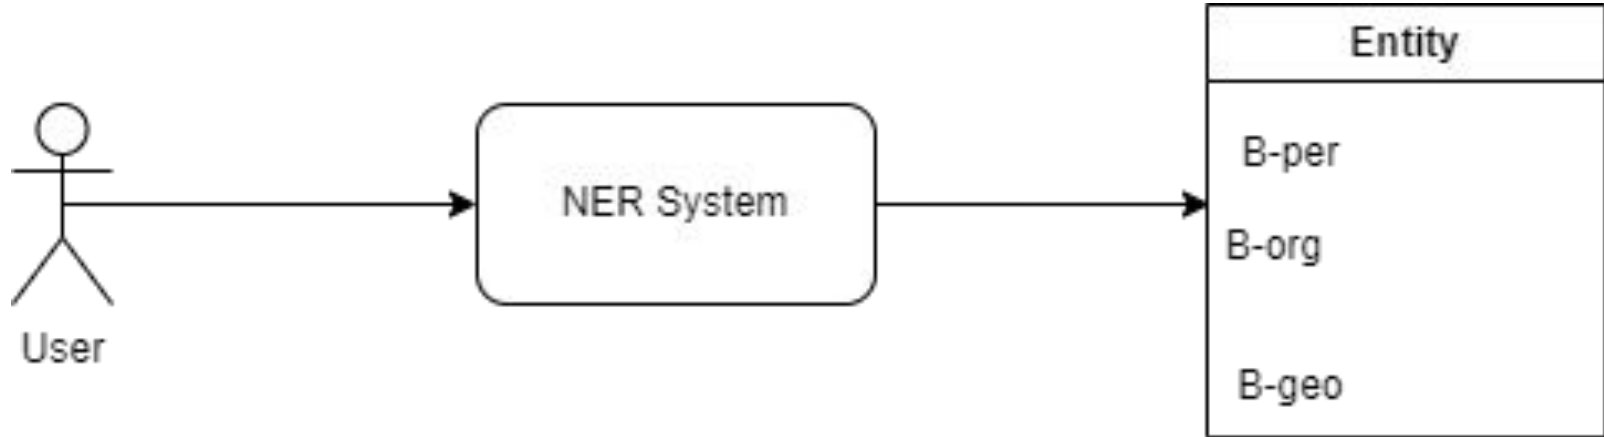 User
NER System
Entity
B-per
B-org
B-geo